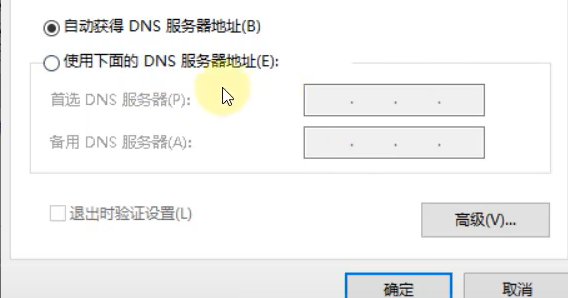 自动获得 DNS 服务器地址(B)
使用下面的 DNS 服务器地址(E):
首选 DNS 服务器(P):
备用 DNS 服务器(A):
退出时验证设置(L)
高级(V)...
确定
取消